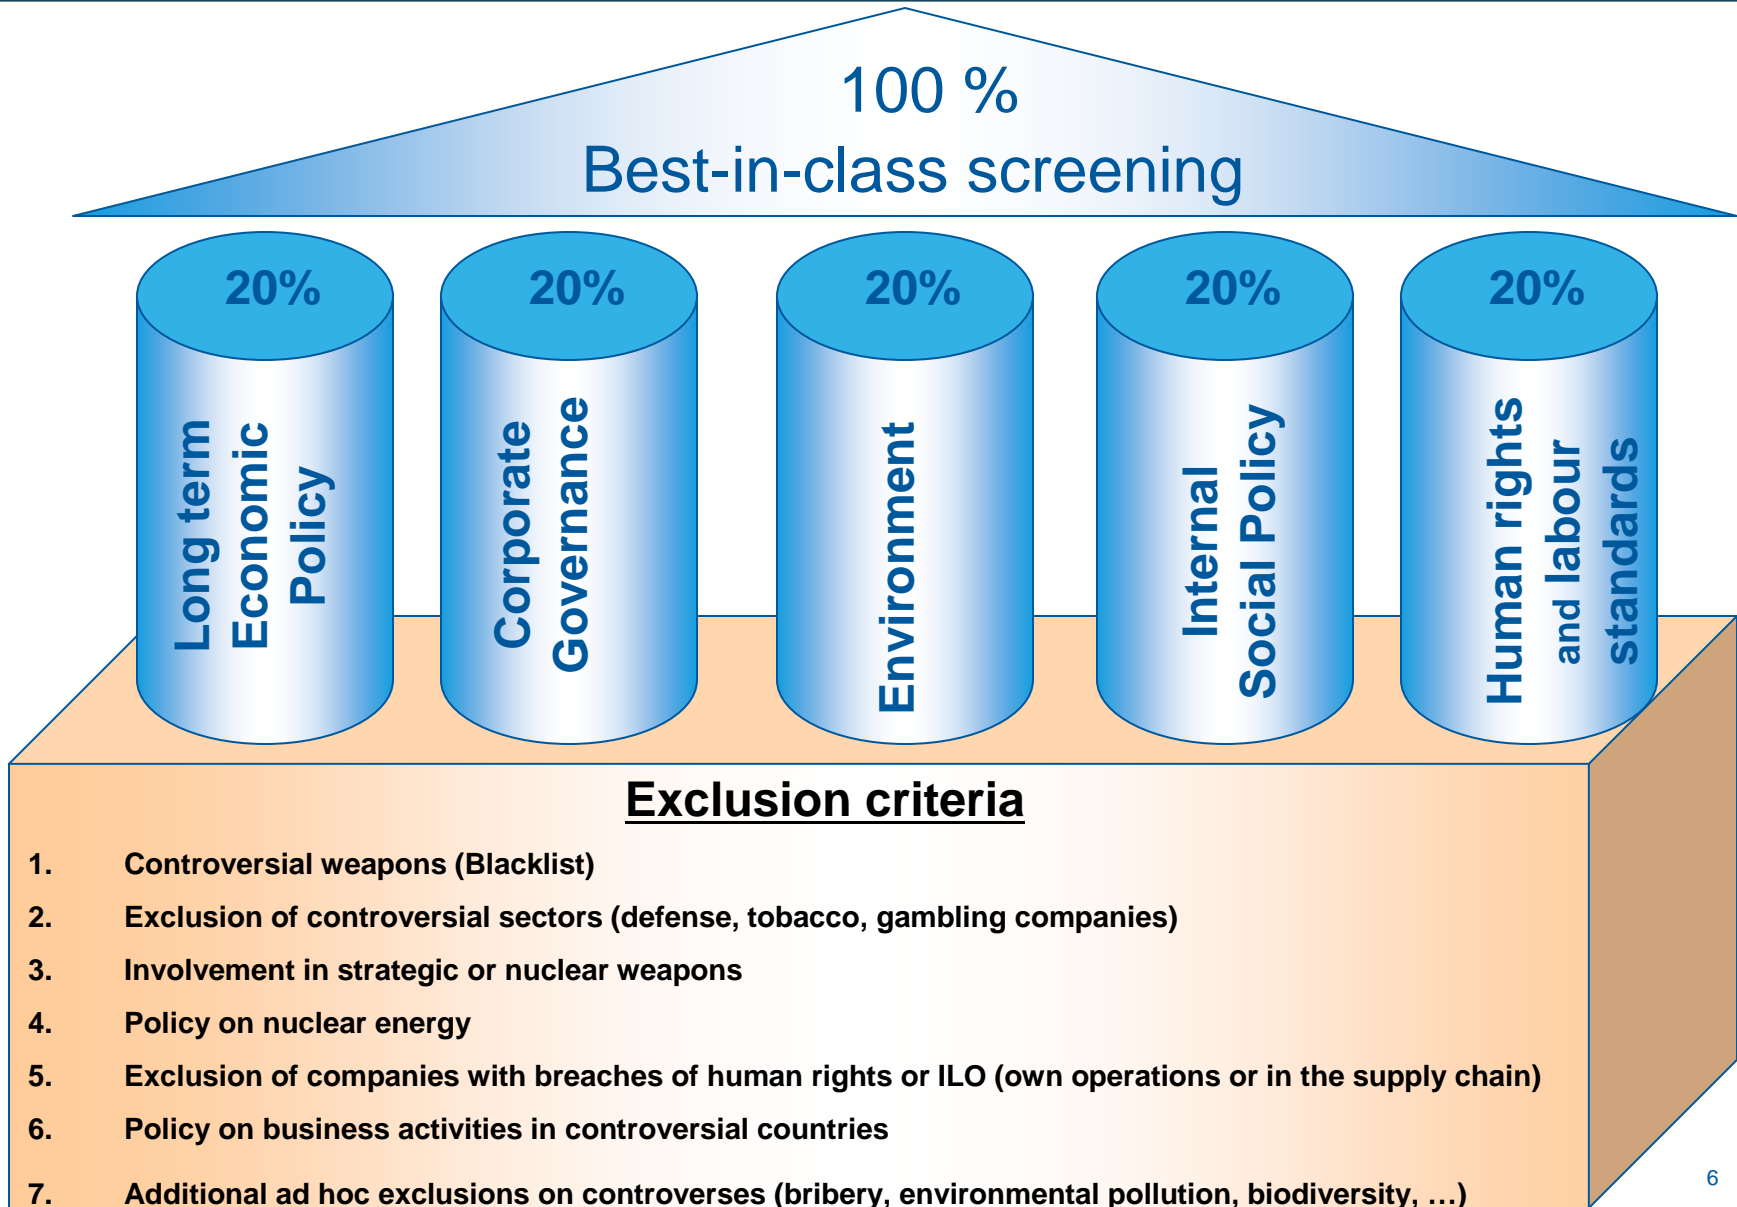 100 %
Best-in-class screening
20%
20%
20%
20%
20%
Long term
Economic
Policy
Corporate
Governance
Environment
Internal
Social Policy
Human rights
and labour
standards
Exclusion criteria
1. Controversial weapons (Blacklist)
2. Exclusion of controversial sectors (defense, tobacco, gambling companies)
3. Involvement in strategic or nuclear weapons
4. Policy on nuclear energy
5. Exclusion of companies with breaches of human rights or ILO (own operations or in the supply chain)
6. Policy on business activities in controversial countries
7. Additional ad hoc exclusions on controverses (bribery, environmental pollution, biodiversity, …)
6